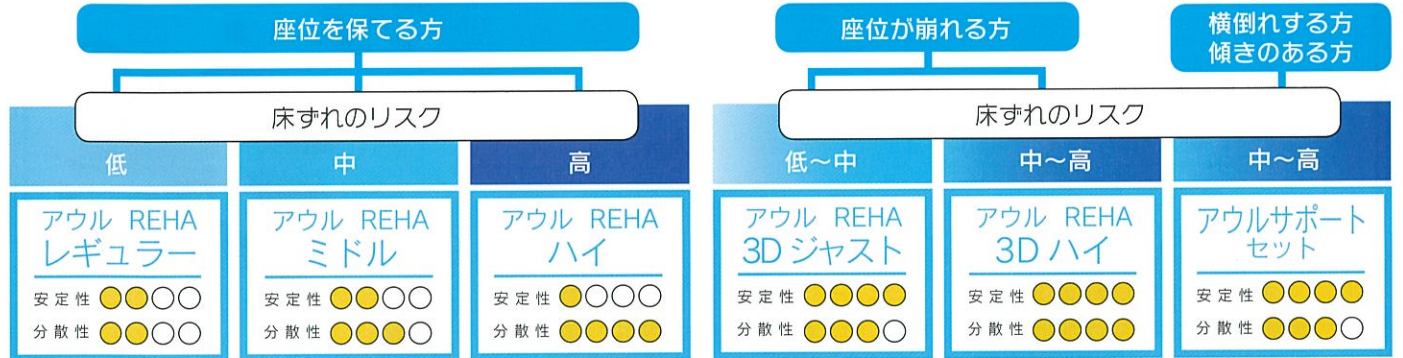 座位を保てる方
床ずれのリスク
低
中
高
アウル REHA
レギュラー
安定性
分散性
アウル REHA
ミドル
安定性
分散性
アウル REHA
ハイ
安定性
分散性
座位が崩れる方
横倒れする方
傾きのある方
床ずれのリスク
低～中
中～高
中～高
アウル REHA
3Dジャスト
安定性
分散性
アウル REHA
3Dハイ
安定性
分散性
アウルサポート
セット
安定性
分散性